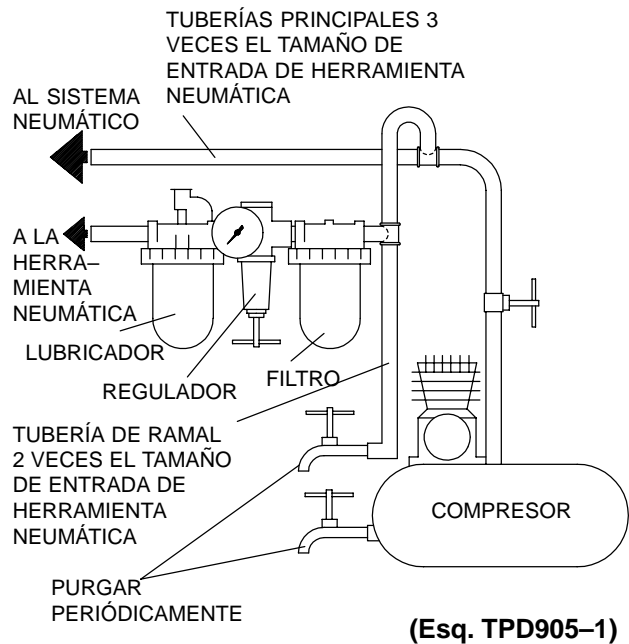 TUBERÍAS PRINCIPALES 3
VECES EL TAMAÑO DE
ENTRADA DE HERRAMIENTA
NEUMÁTICA
AL SISTEMA
NEUMÁTICO
A LA
HERRA–
MIENTA
NEUMÁTICA
LUBRICADOR
REGULADOR
FILTRO
TUBERÍA DE RAMAL
2 VECES EL TAMAÑO
DE ENTRADA DE
HERRAMIENTA
NEUMÁTICA
COMPRESOR
PURGAR
PERIÓDICAMENTE
(Esq. TPD905–1)